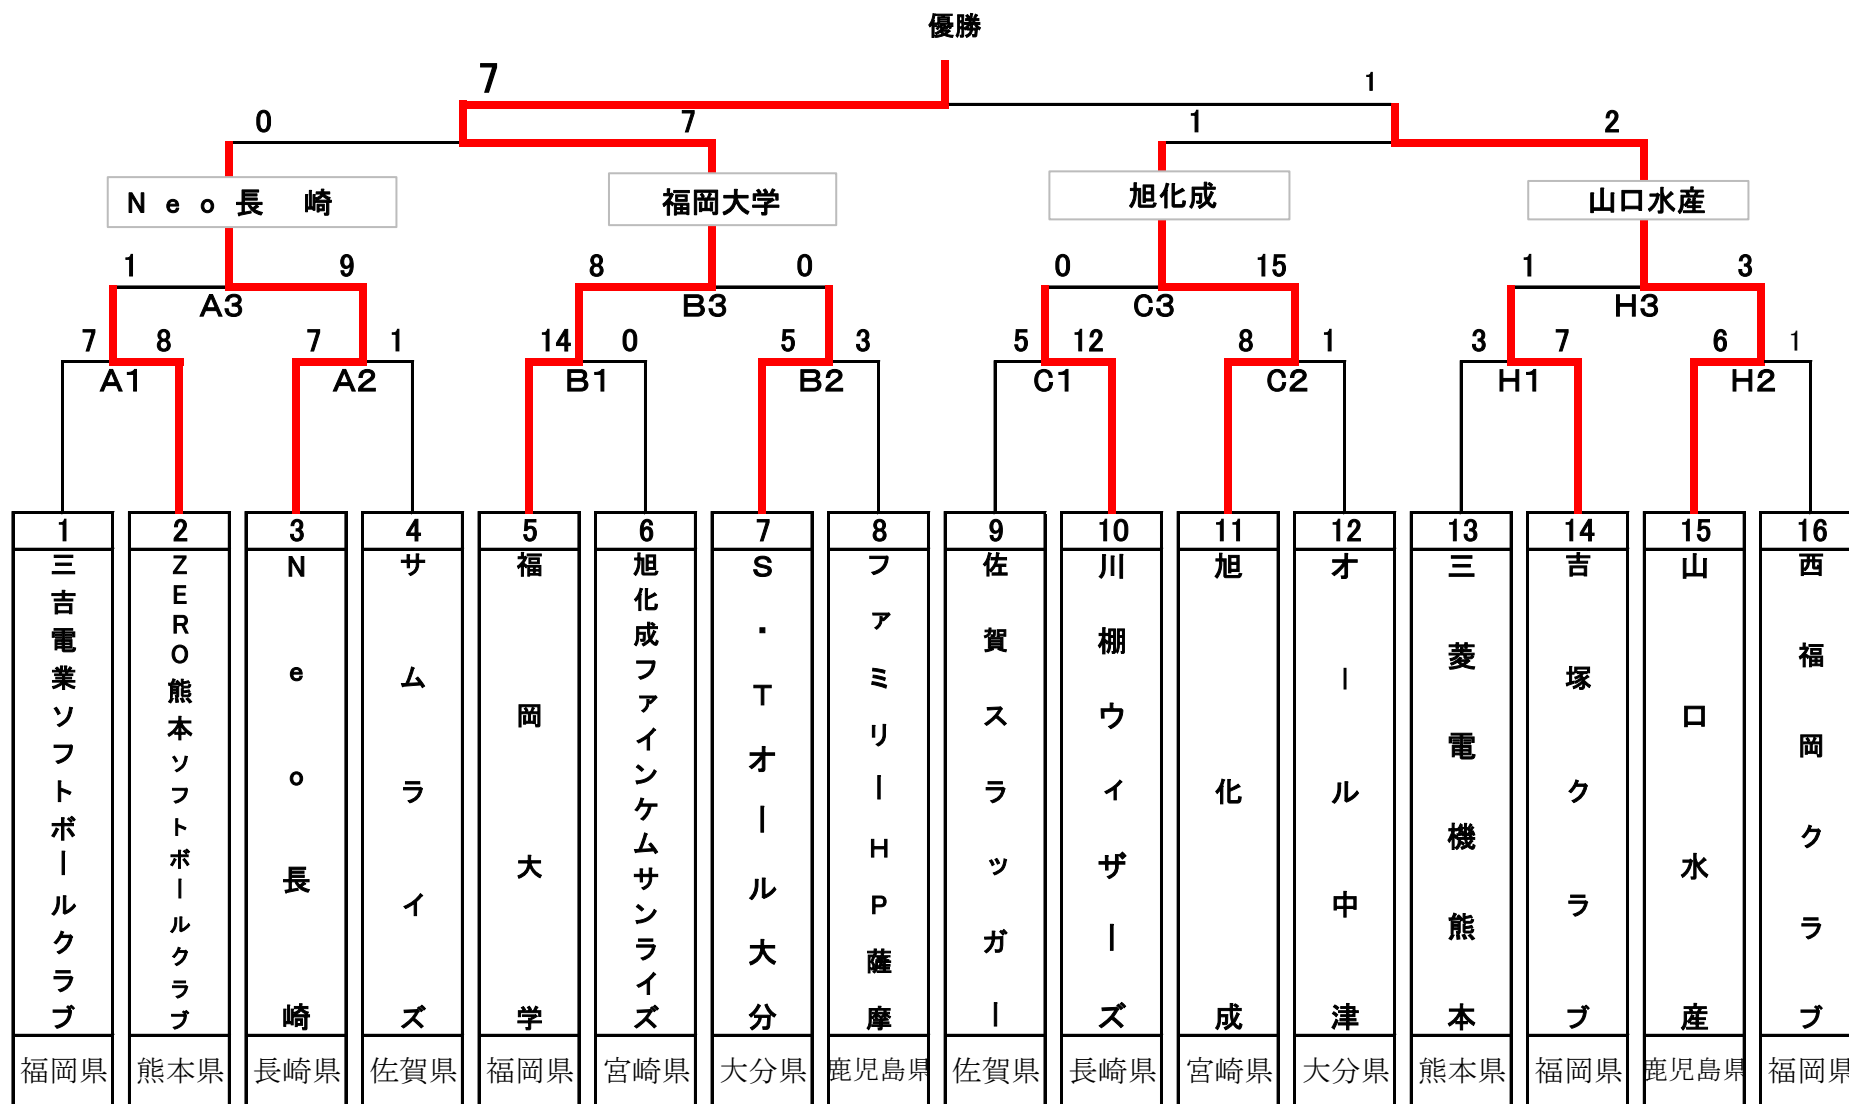 優勝
7 1
0 7 1 2
Ｎｅｏ長 崎 福岡大学 旭化成 山口水産
1 9 8 0 0 15 1 3
A3 B3 C3 H3
7 8 7 1 14 0 5 3 5 12 8 1 3 7 6 1
A1 A2 B1 B2 C1 C2 H1 H2
1 2 3 4 5 6 7 8 9 10 11 12 13 14 15 16
三吉電業ソフトボールクラブ
ZERO熊本ソフトボールクラブ
Neo長崎
サムライズ
福岡大学
旭化成ファインケムサンライズ
S・Tオール大分
ファミリーHP薩摩
佐賀スラッガー
川棚ウィザーズ
旭化成
オール中津
三菱電機熊本
吉塚クラブ
山口水産
西福岡クラブ
福岡県 熊本県 長崎県 佐賀県 福岡県 宮崎県 大分県 鹿児島県 佐賀県 長崎県 宮崎県 大分県 熊本県 福岡県 鹿児島県 福岡県